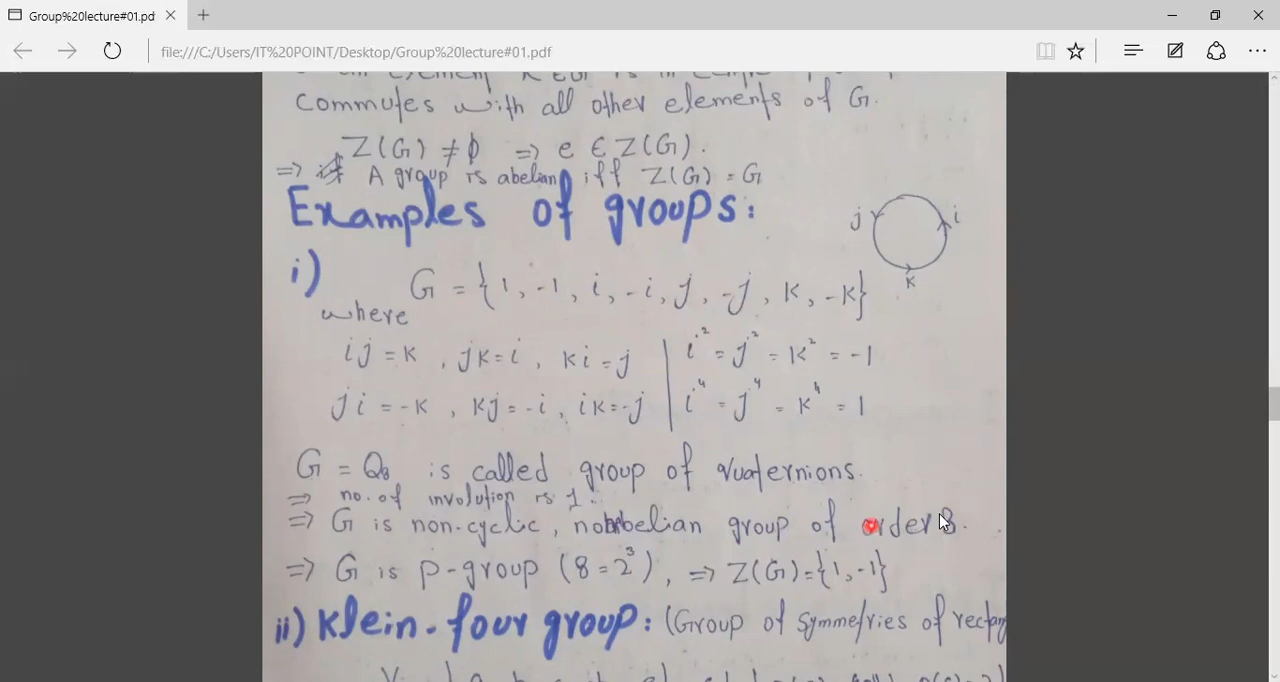 Group%20lecture#01.pd
file:///C:/Users/IT%20POINT/Desktop/Group%20lecture#01.pdf
Commutes with all other elements of G.
Z(G) ≠ ϕ ⇒ e ∈ Z(G).
⇒ A group is abelian iff Z(G) = G
Examples of groups:
j i
k
i) G = {1, -1, i, -i, j, -j, k, -k}
where
ij = k , jk = i , ki = j | i² = j² = k² = -1
ji = -k , kj = -i , ik = -j | i⁴ = j⁴ = k⁴ = 1
G = Q₈ is called group of quaternions.
⇒ no. of involution is 1.
⇒ G is non-cyclic, abelian group of order 8.
⇒ G is p-group (8 = 2³), ⇒ Z(G) = {1, -1}
ii) Klein-four group: (Group of symmetries of rectang